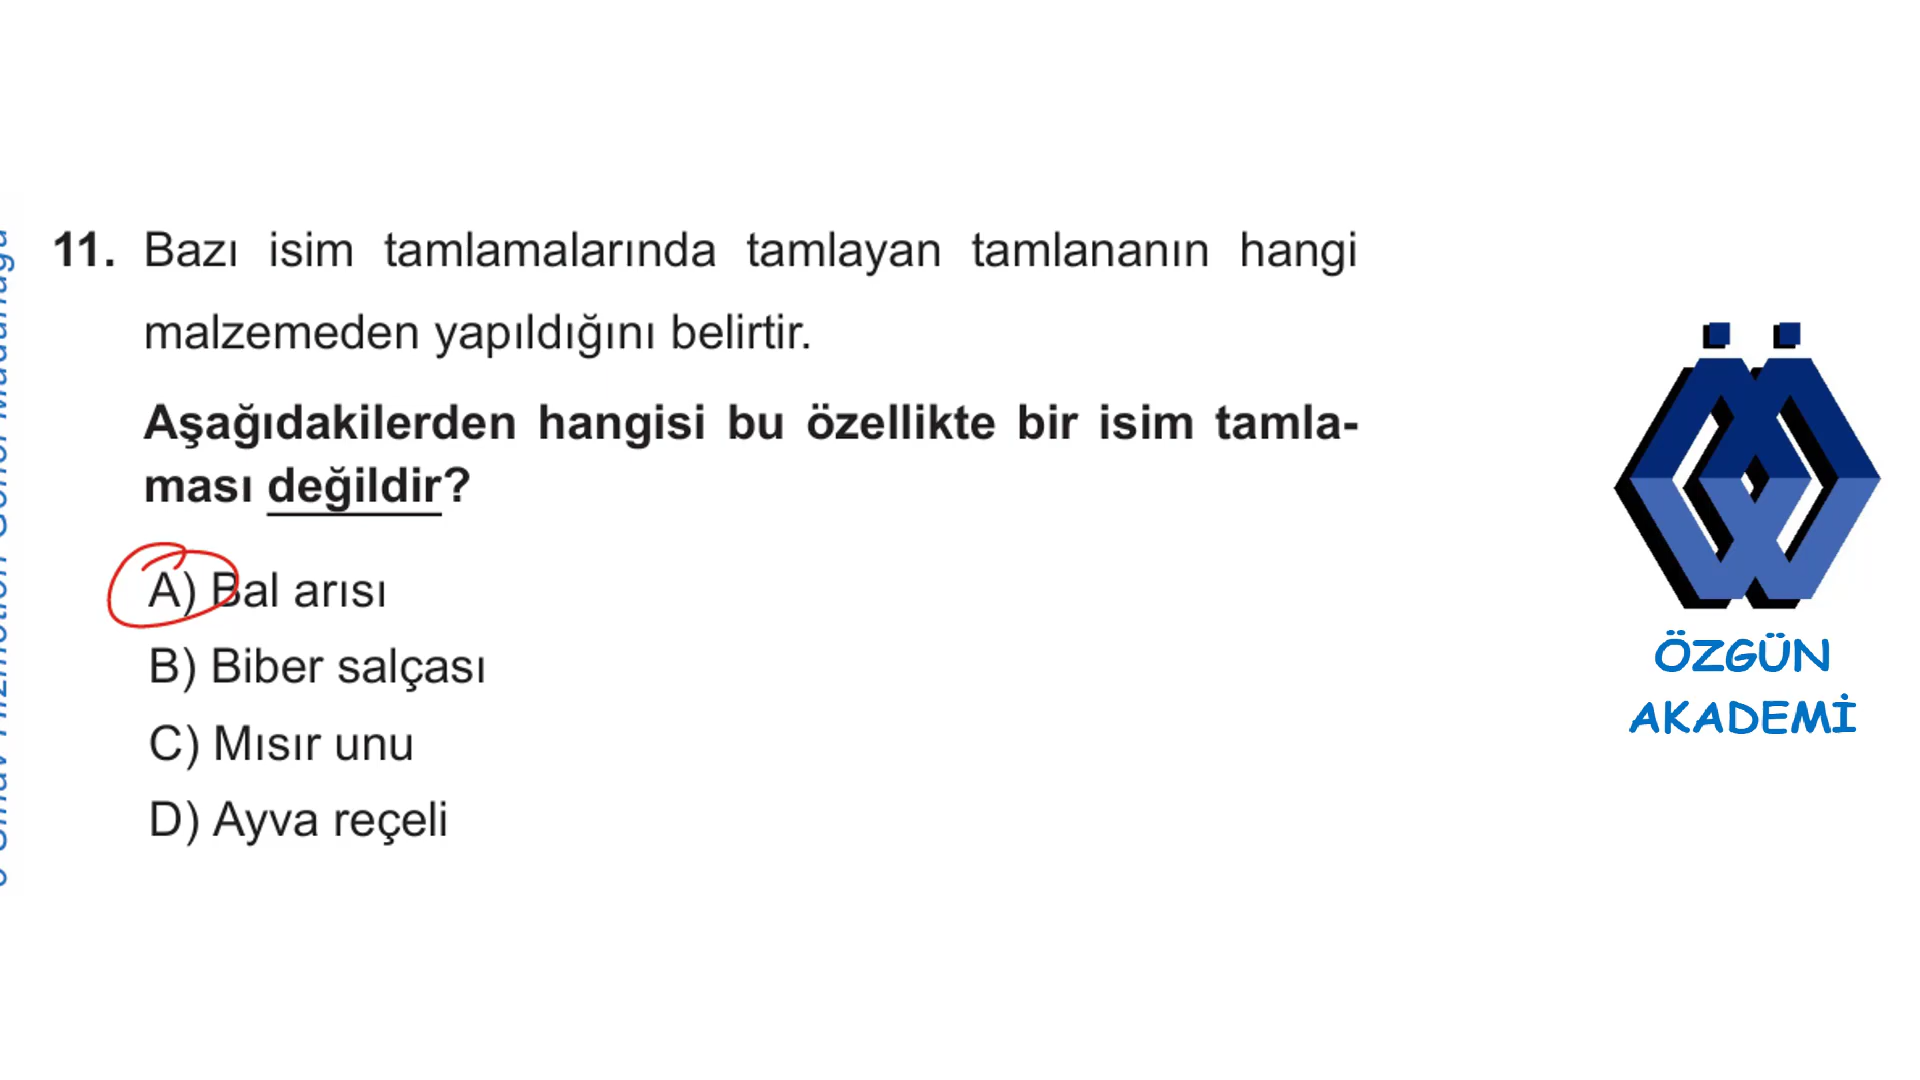 11. Bazı isim tamlamalarında tamlayan tamlananın hangi
malzemeden yapıldığını belirtir.
Aşağıdakilerden hangisi bu özellikte bir isim tamla-
ması değildir?
A) Bal arısı
B) Biber salçası
C) Mısır unu
D) Ayva reçeli
ÖZGÜN
AKADEMİ